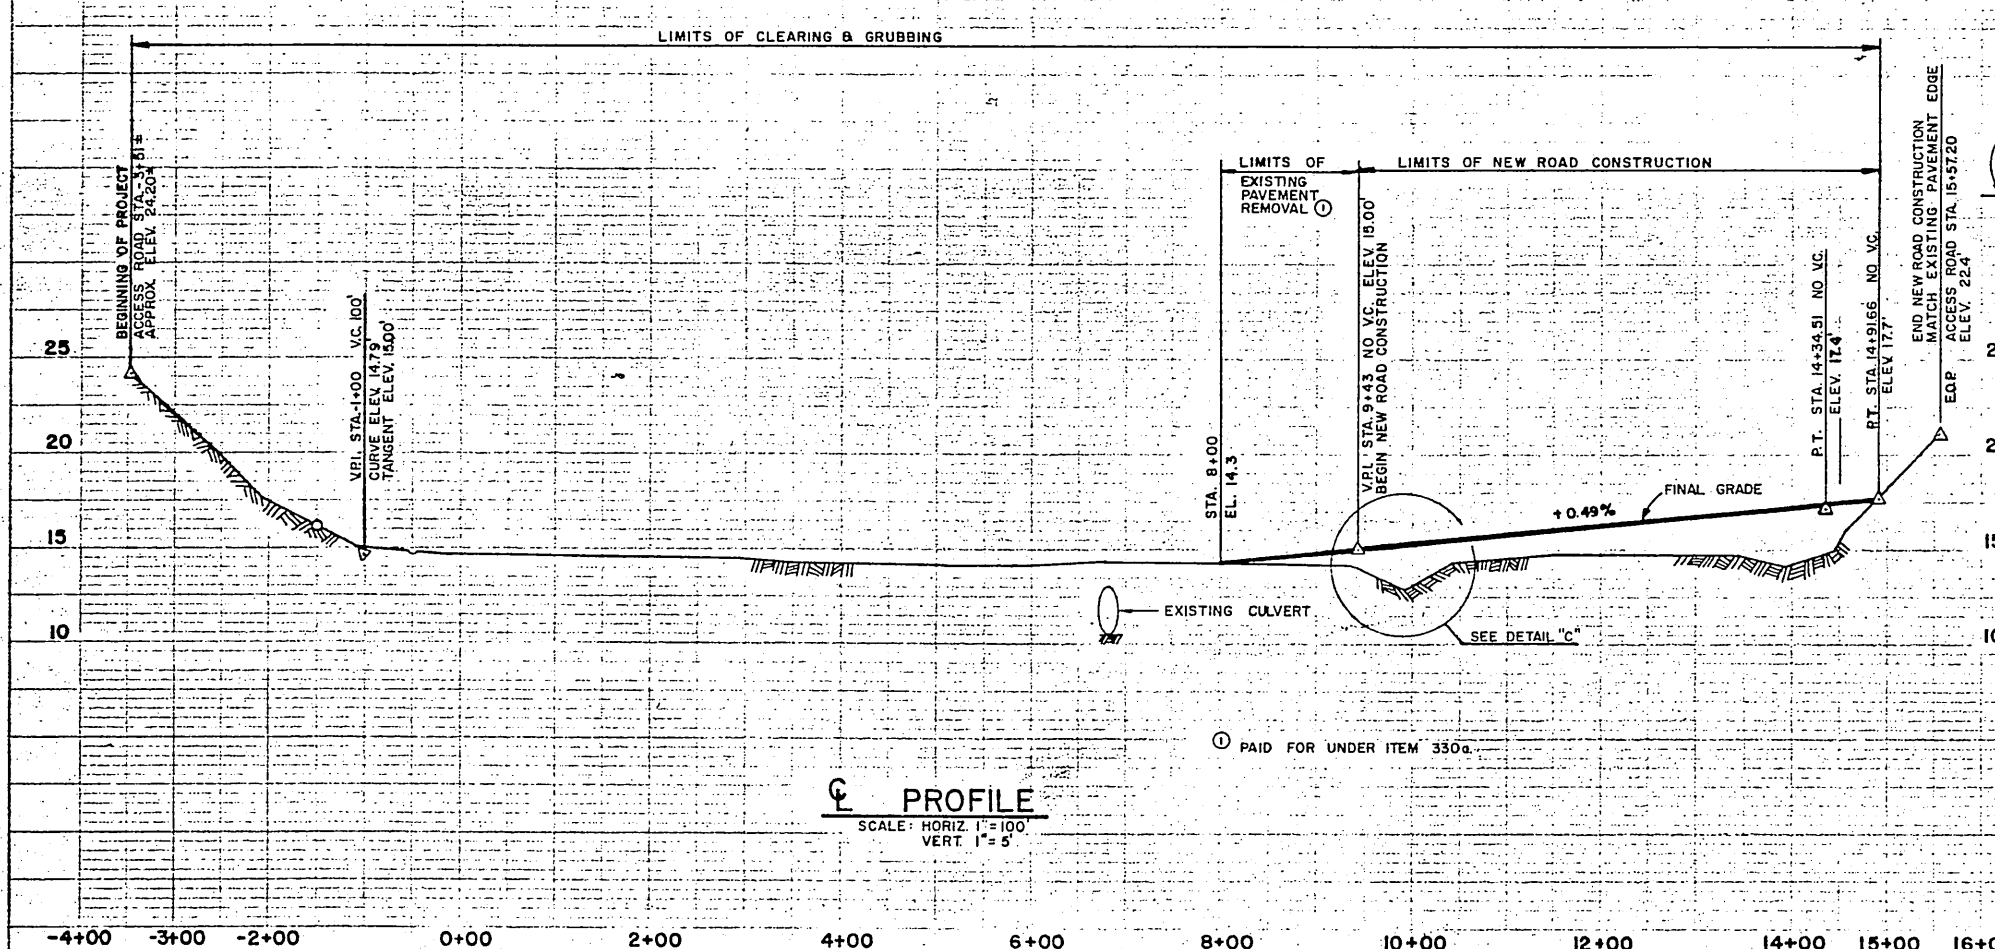 LIMITS OF CLEARING & GRUBBING
BEGINNING OF PROJECT
ACCESS ROAD STA.-3+51±
APPROX. ELEV. 24.20±
V.P.I. STA.-1+00 V.C. 100'
CURVE ELEV. 14.79'
TANGENT ELEV. 15.00'
LIMITS OF
EXISTING
PAVEMENT
REMOVAL ①
LIMITS OF NEW ROAD CONSTRUCTION
STA. 8+00
EL. 14.3
V.P.I. STA. 9+43 NO V.C. ELEV. 15.00'
BEGIN NEW ROAD CONSTRUCTION
P.T. STA. 14+34.51 NO V.C.
ELEV. 17.4'
P.T. STA. 14+91.66 NO V.C.
ELEV. 17.7'
END NEW ROAD CONSTRUCTION
MATCH EXISTING PAVEMENT EDGE
E.O.P. ACCESS ROAD STA. 15+57.20
ELEV. 22.4'
25
20
15
10
+0.49%
FINAL GRADE
EXISTING CULVERT
SEE DETAIL "C"
① PAID FOR UNDER ITEM 330a.
℄ PROFILE
SCALE: HORIZ. 1"=100'
VERT. 1"=5'
-4+00 -3+00 -2+00 0+00 2+00 4+00 6+00 8+00 10+00 12+00 14+00 15+00